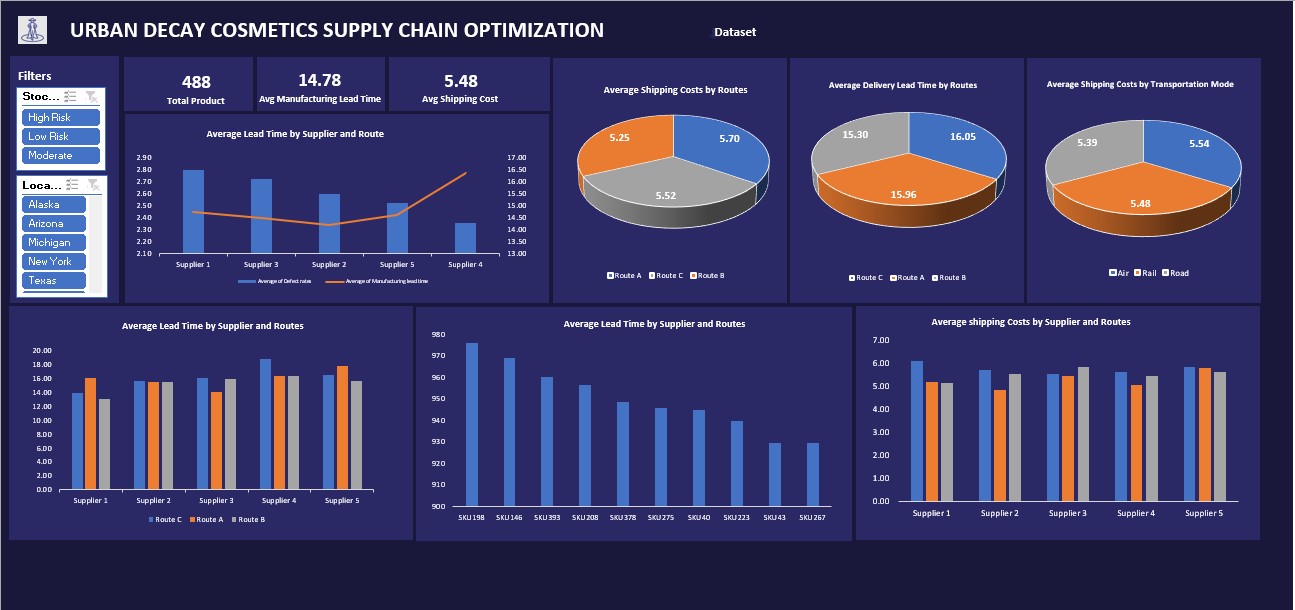 URBAN DECAY COSMETICS SUPPLY CHAIN OPTIMIZATION
Dataset
Filters
Stoc...
High Risk
Low Risk
Moderate
Loca...
Alaska
Arizona
Michigan
New York
Texas
488
Total Product
14.78
Avg Manufacturing Lead Time
5.48
Avg Shipping Cost
Average Lead Time by Supplier and Route
2.90
2.80
2.70
2.60
2.50
2.40
2.30
2.20
2.10
17.00
16.50
16.00
15.50
15.00
14.50
14.00
13.50
13.00
Supplier 1 Supplier 3 Supplier 2 Supplier 5 Supplier 4
Average of Defect rates Average of Manufacturing lead time
Average Shipping Costs by Routes
5.25
5.70
5.52
Route A Route C Route B
Average Delivery Lead Time by Routes
15.30
16.05
15.96
Route C Route A Route B
Average Shipping Costs by Transportation Mode
5.39
5.54
5.48
Air Rail Road
Average Lead Time by Supplier and Routes
20.00
18.00
16.00
14.00
12.00
10.00
8.00
6.00
4.00
2.00
0.00
Supplier 1 Supplier 2 Supplier 3 Supplier 4 Supplier 5
Route C Route A Route B
Average Lead Time by Supplier and Routes
980
970
960
950
940
930
920
910
900
SKU198 SKU146 SKU393 SKU208 SKU378 SKU275 SKU40 SKU223 SKU43 SKU267
Average shipping Costs by Supplier and Routes
7.00
6.00
5.00
4.00
3.00
2.00
1.00
0.00
Supplier 1 Supplier 2 Supplier 3 Supplier 4 Supplier 5